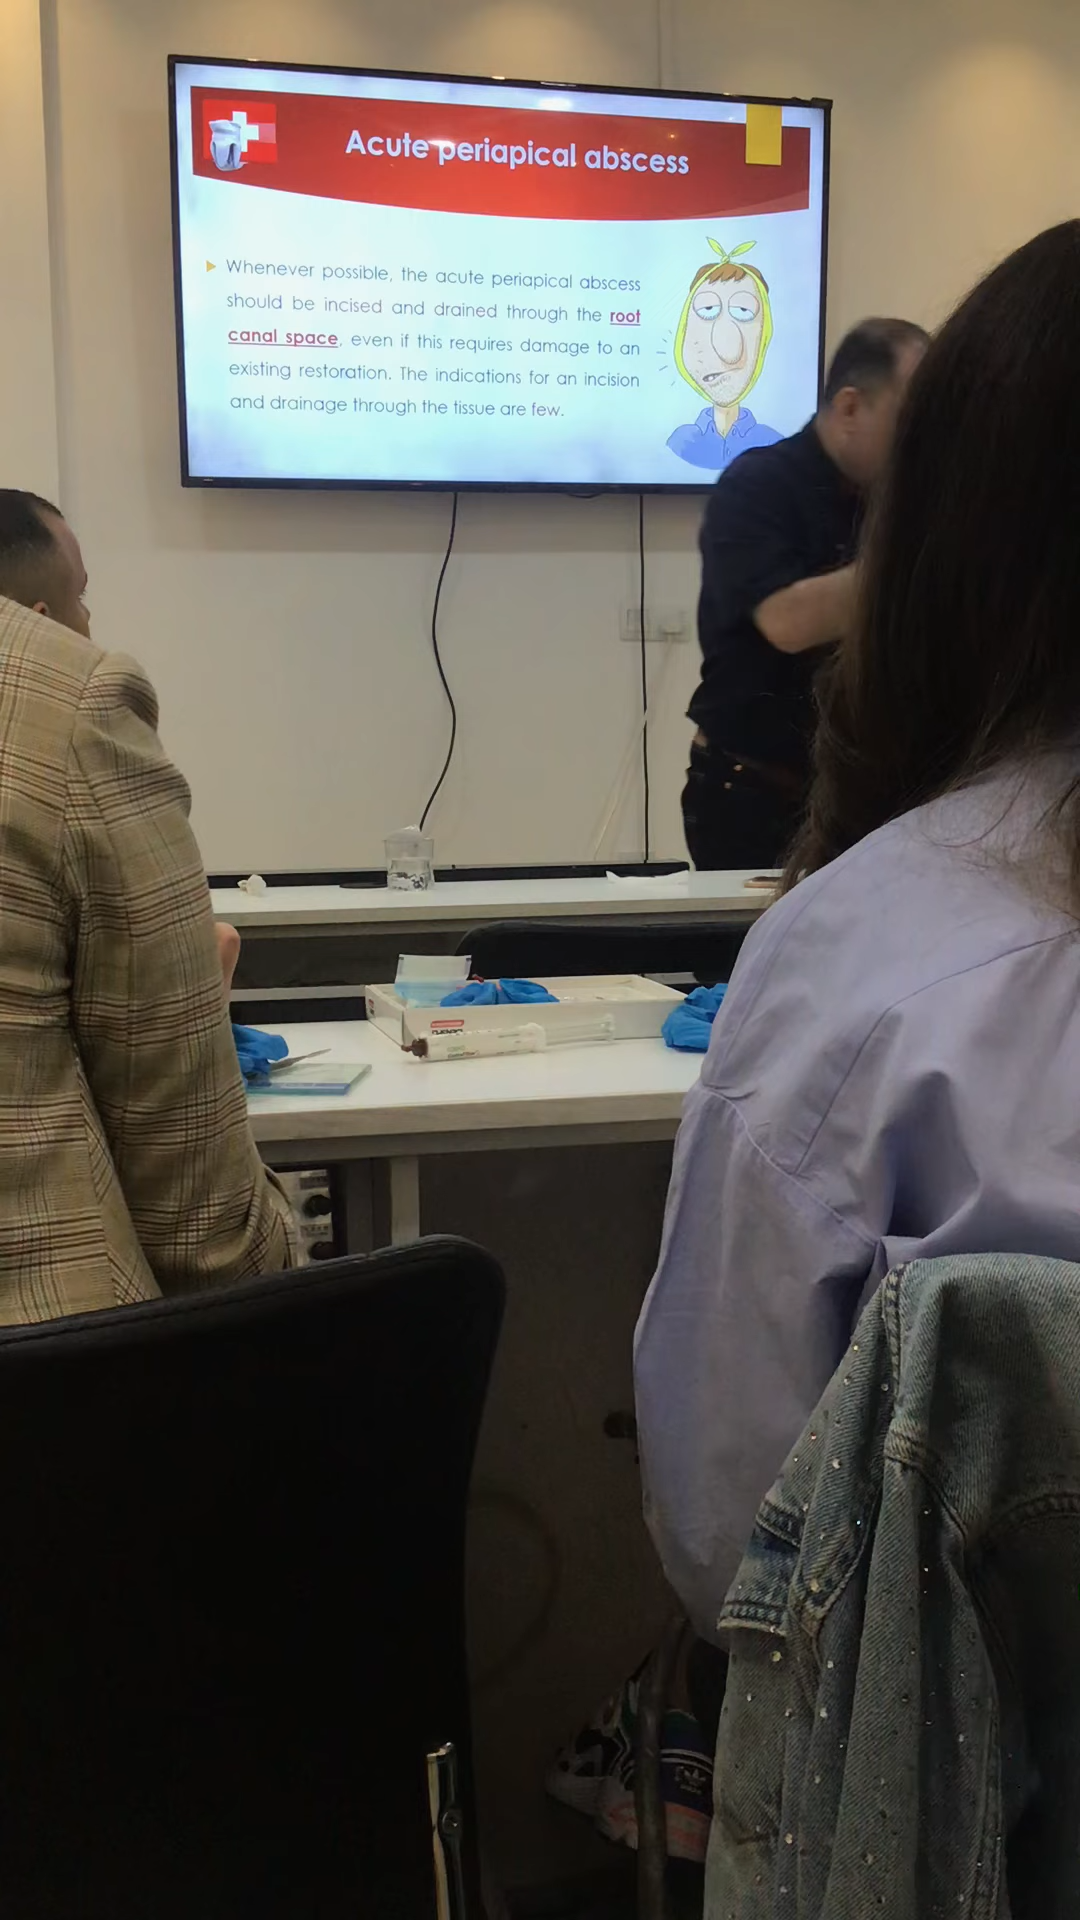 Acute periapical abscess
Whenever possible, the acute periapical abscess
should be incised and drained through the root
canal space, even if this requires damage to an
existing restoration. The indications for an incision
and drainage through the tissue are few.